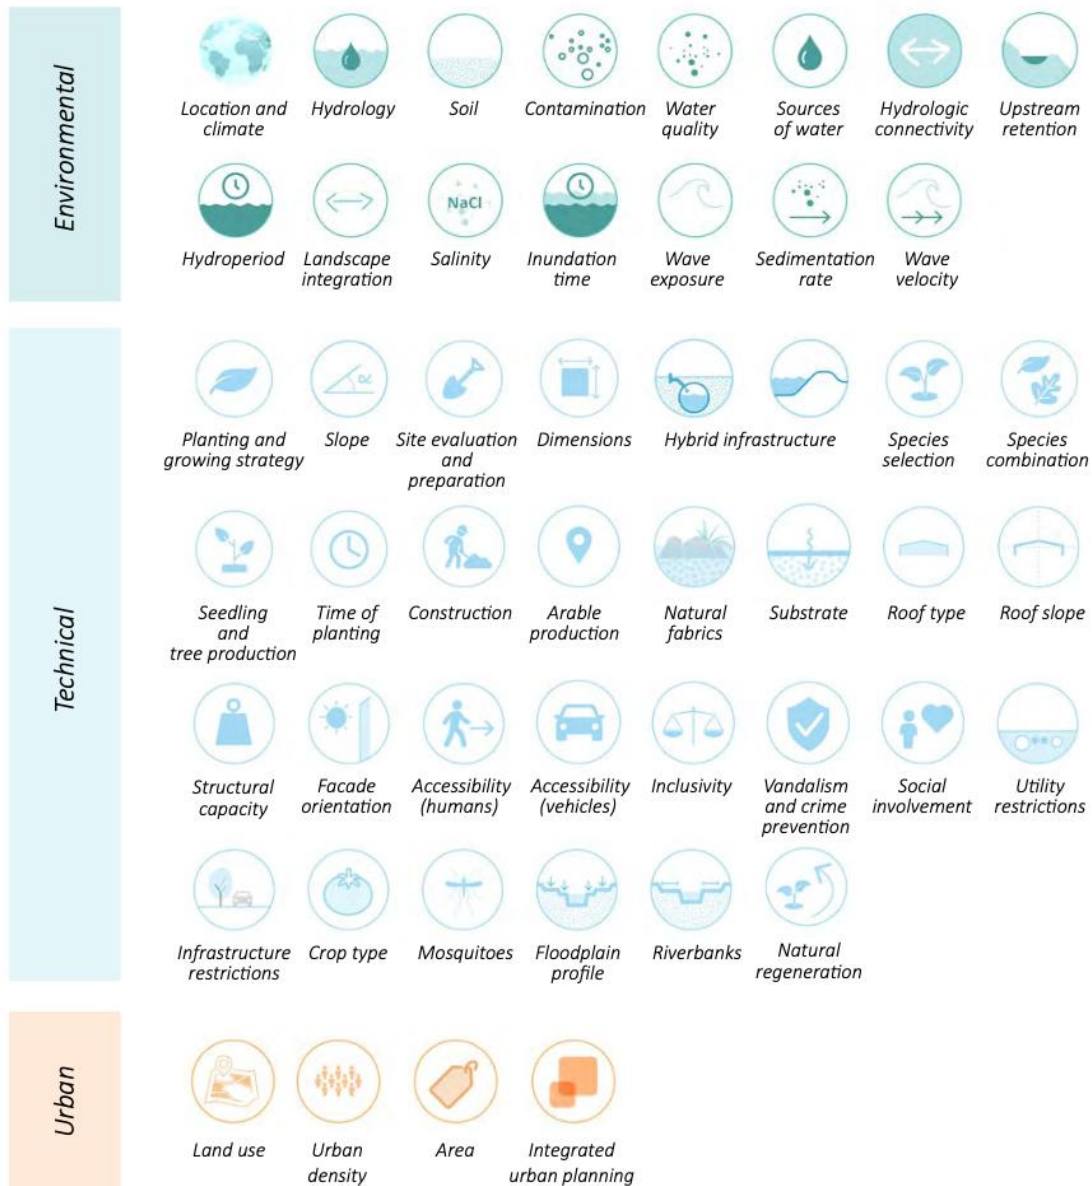 Environmental
Location and
climate
Hydrology
Soil
Contamination
Water
quality
Sources
of water
Hydrologic
connectivity
Upstream
retention
NaCl
Hydroperiod
Landscape
integration
Salinity
Inundation
time
Wave
exposure
Sedimentation
rate
Wave
velocity
Technical
α
Planting and
growing strategy
Slope
Site evaluation
and
preparation
Dimensions
Hybrid infrastructure
Species
selection
Species
combination
Seedling
and
tree production
Time of
planting
Construction
Arable
production
Natural
fabrics
Substrate
Roof type
Roof slope
Structural
capacity
Facade
orientation
Accessibility
(humans)
Accessibility
(vehicles)
Inclusivity
Vandalism
and crime
prevention
Social
involvement
Utility
restrictions
Infrastructure
restrictions
Crop type
Mosquitoes
Floodplain
profile
Riverbanks
Natural
regeneration
Urban
Land use
Urban
density
Area
Integrated
urban planning